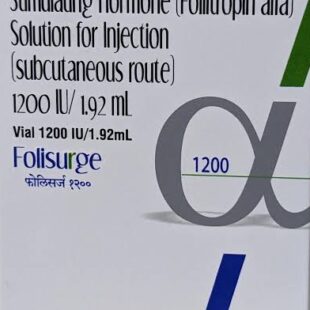 Stimulating Hormone (Follitropin alfa)
Solution for Injection
(subcutaneous route)
1200 IU/ 1.92 mL
Vial 1200 IU/1.92mL
Folisurge
फोलिसर्ज १२००
1200
α